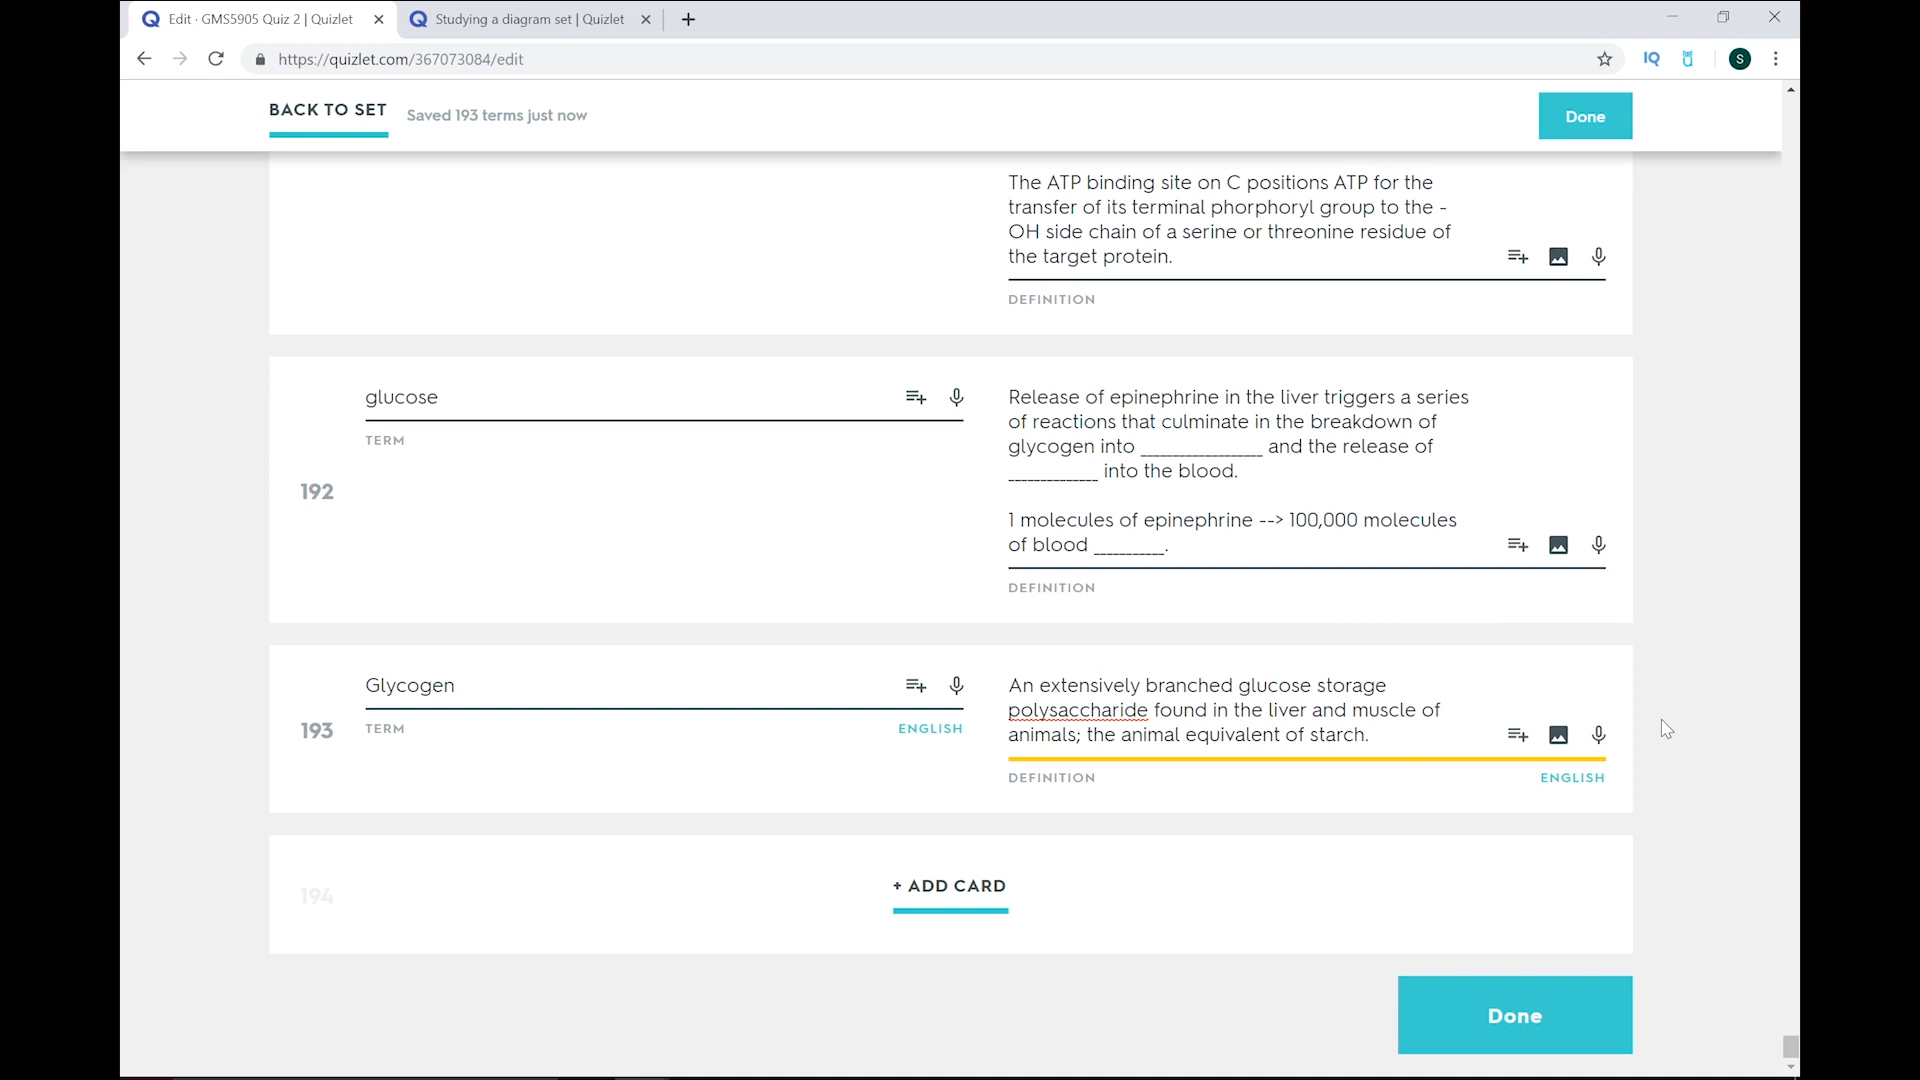 Edit · GMS5905 Quiz 2 | Quizlet
Studying a diagram set | Quizlet
https://quizlet.com/367073084/edit
IQ
S
BACK TO SET
Saved 193 terms just now
Done
The ATP binding site on C positions ATP for the
transfer of its terminal phorphoryl group to the -
OH side chain of a serine or threonine residue of
the target protein.
DEFINITION
192
glucose
TERM
Release of epinephrine in the liver triggers a series
of reactions that culminate in the breakdown of
glycogen into _______________ and the release of
___________ into the blood.
1 molecules of epinephrine --> 100,000 molecules
of blood _________.
DEFINITION
193
Glycogen
TERM
ENGLISH
An extensively branched glucose storage
polysaccharide found in the liver and muscle of
animals; the animal equivalent of starch.
DEFINITION
ENGLISH
194
+ ADD CARD
Done